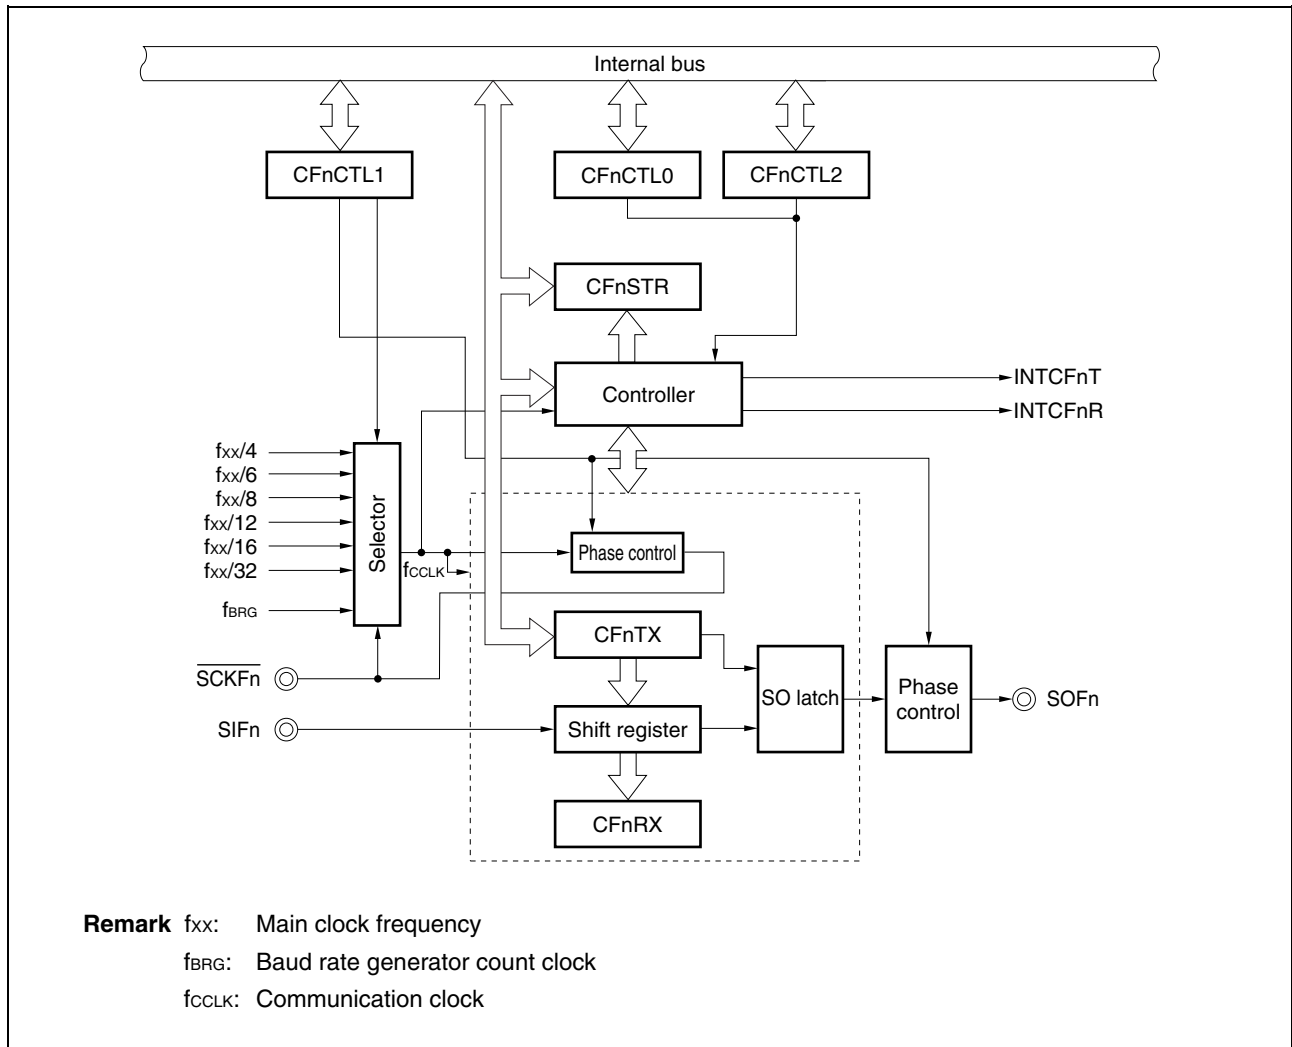 Internal bus
CFnCTL1
CFnCTL0
CFnCTL2
CFnSTR
Controller
INTCFnT
INTCFnR
fxx/4
fxx/6
fxx/8
fxx/12
fxx/16
fxx/32
fBRG
Selector
fCCLK
Phase control
CFnTX
SCKFn
SO latch
Phase
control
SOFn
SIFn
Shift register
CFnRX
Remark fxx: Main clock frequency
fBRG: Baud rate generator count clock
fCCLK: Communication clock